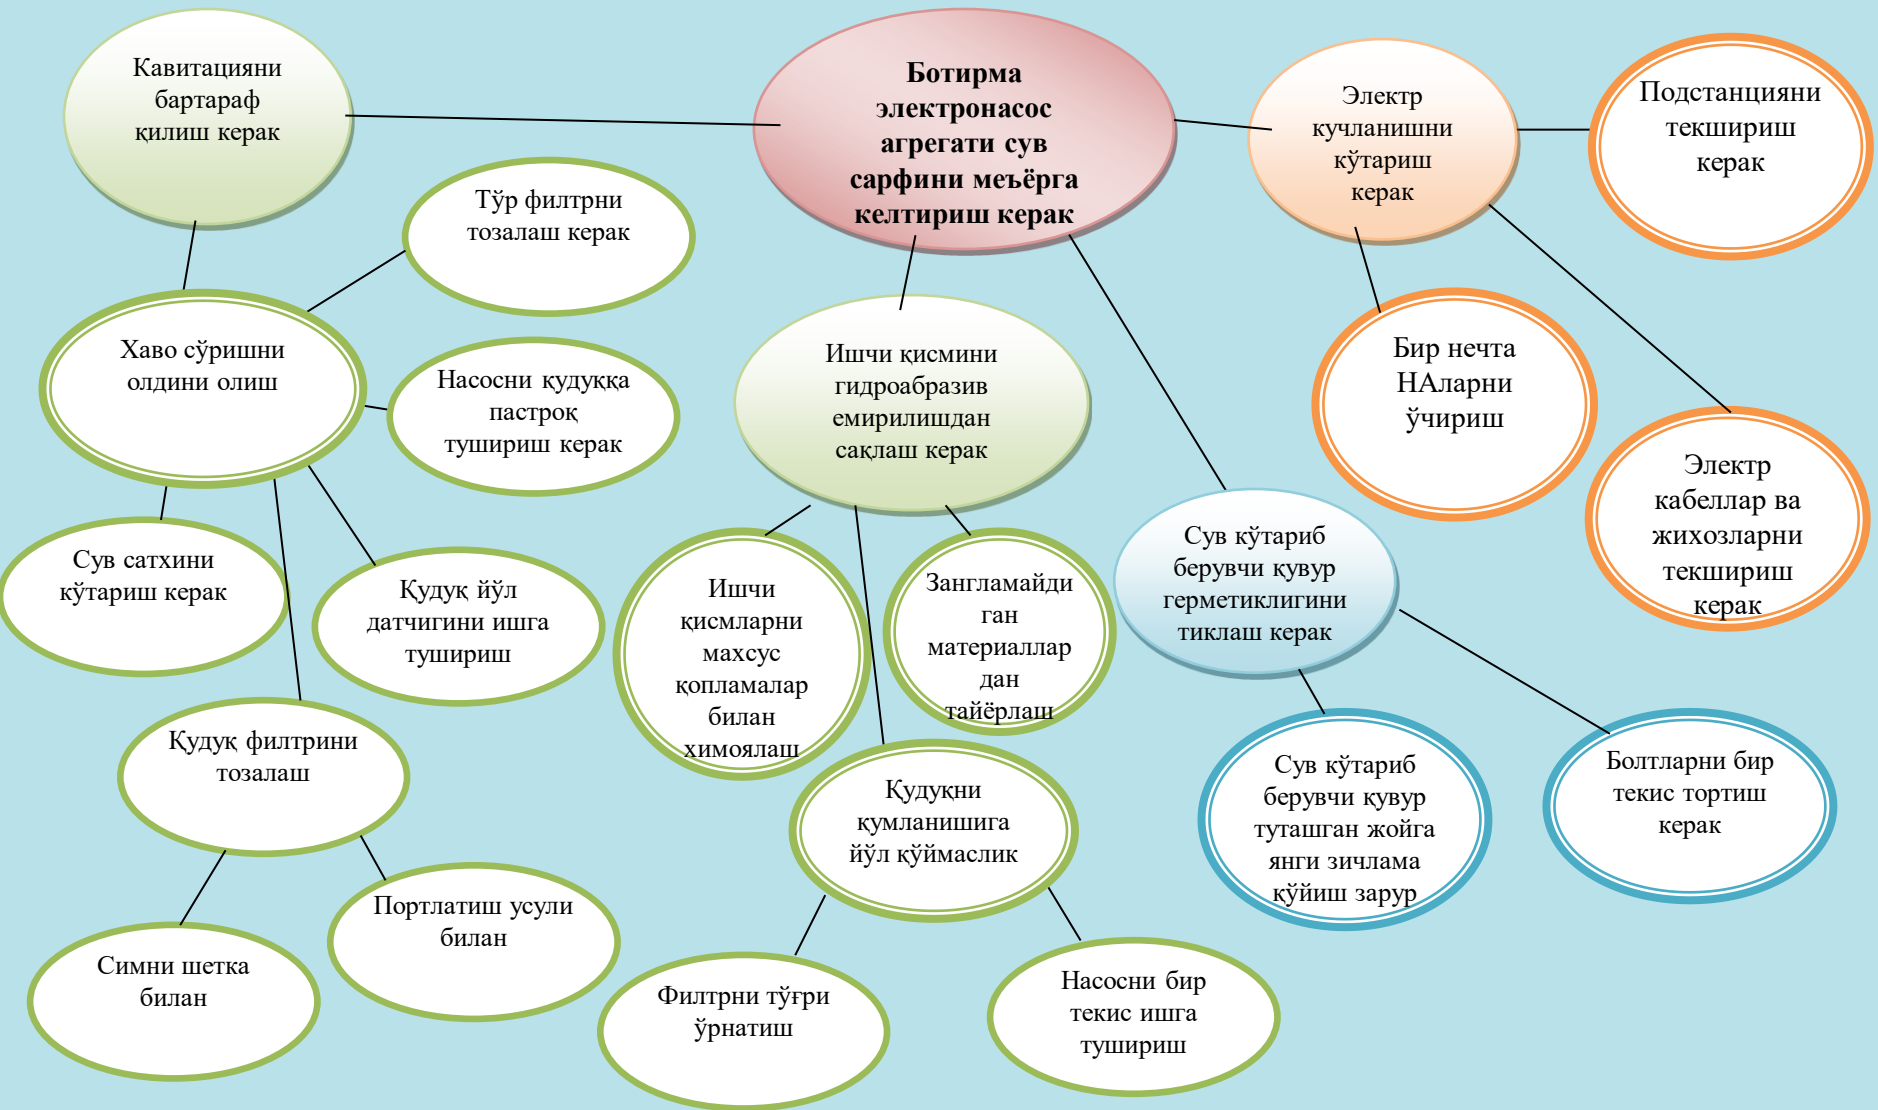 Кавитацияни
бартараф
қилиш керак
Ботирма
электронасос
агрегати сув
сарфини меъёрга
келтириш керак
Электр
кучланишни
кўтариш
керак
Подстанцияни
текшириш
керак
Тўр филтрни
тозалаш керак
Хаво сўришни
олдини олиш
Насосни қудуққа
пастроқ
тушириш керак
Ишчи қисмини
гидроабразив
емирилишдан
сақлаш керак
Бир нечта
НАларни
ўчириш
Электр
кабеллар ва
жихозларни
текшириш
керак
Сув сатхини
кўтариш керак
Қудуқ йўл
датчигини ишга
тушириш
Ишчи
қисмларни
махсус
қопламалар
билан
химоялаш
Зангламайди
ган
материаллар
дан
тайёрлаш
Сув кўтариб
берувчи қувур
герметиклигини
тиклаш керак
Қудуқ филтрини
тозалаш
Қудуқни
қумланишига
йўл қўймаслик
Сув кўтариб
берувчи қувур
туташган жойга
янги зичлама
қўйиш зарур
Болтларни бир
текис тортиш
керак
Портлатиш усули
билан
Симни шетка
билан
Филтрни тўғри
ўрнатиш
Насосни бир
текис ишга
тушириш